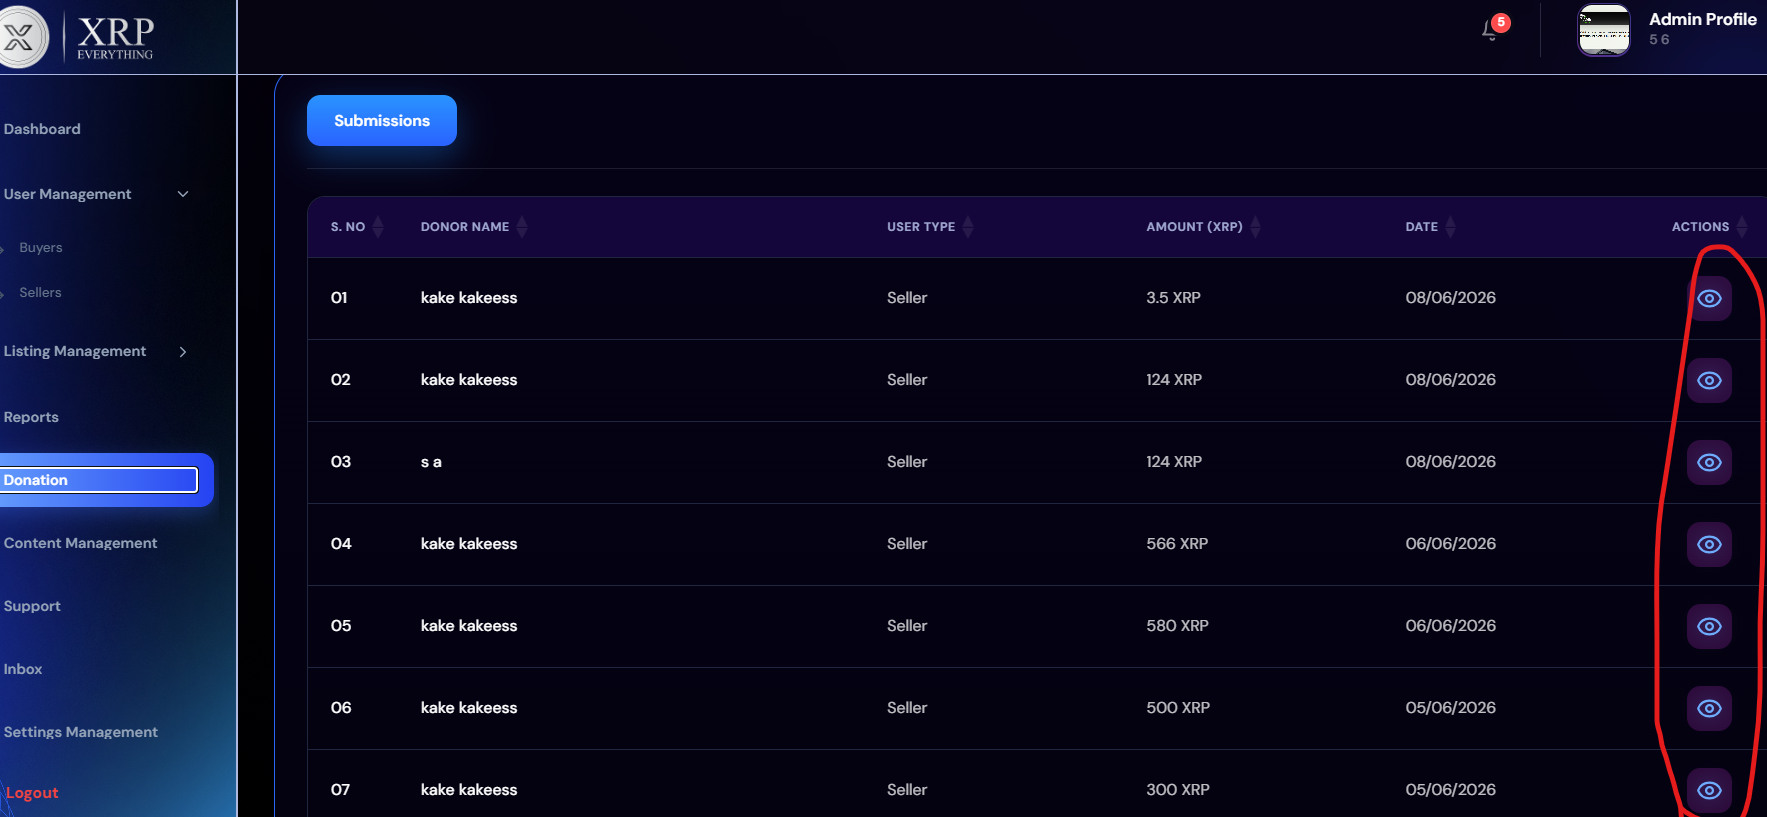 XRP
EVERYTHING
5
Admin Profile
5 6
Dashboard
User Management
Buyers
Sellers
Listing Management
Reports
Donation
Content Management
Support
Inbox
Settings Management
Logout
Submissions
S. NO DONOR NAME USER TYPE AMOUNT (XRP) DATE ACTIONS
01 kake kakeess Seller 3.5 XRP 08/06/2026
02 kake kakeess Seller 124 XRP 08/06/2026
03 s a Seller 124 XRP 08/06/2026
04 kake kakeess Seller 566 XRP 06/06/2026
05 kake kakeess Seller 580 XRP 06/06/2026
06 kake kakeess Seller 500 XRP 05/06/2026
07 kake kakeess Seller 300 XRP 05/06/2026